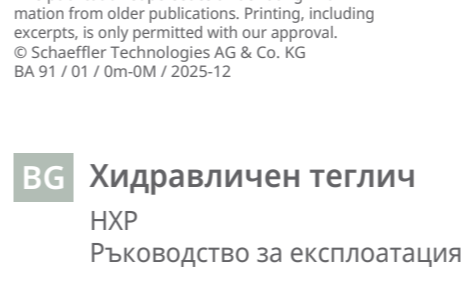 mation from older publications. Printing, including
excerpts, is only permitted with our approval.
© Schaeffler Technologies AG & Co. KG
BA 91 / 01 / 0m-0M / 2025-12
BG Хидравличен теглич
HXP
Ръководство за експлоатация